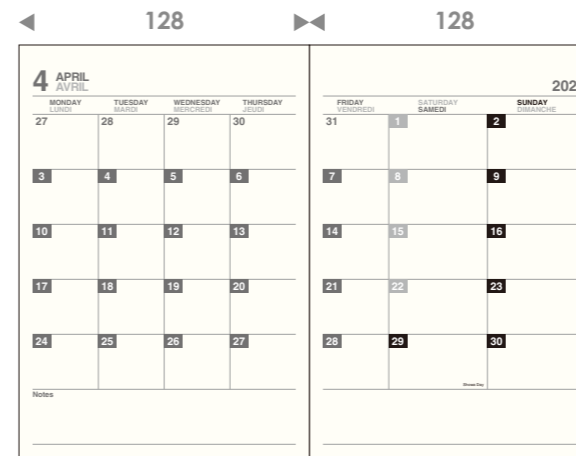 128 128
4 APRIL
AVRIL
202
MONDAY TUESDAY WEDNESDAY THURSDAY FRIDAY SATURDAY SUNDAY
LUNDI MARDI MERCREDI JEUDI VENDREDI SAMEDI DIMANCHE
27 28 29 30 31 1 2
3 4 5 6 7 8 9
10 11 12 13 14 15 16
17 18 19 20 21 22 23
24 25 26 27 28 29 30
Showa Day
Notes